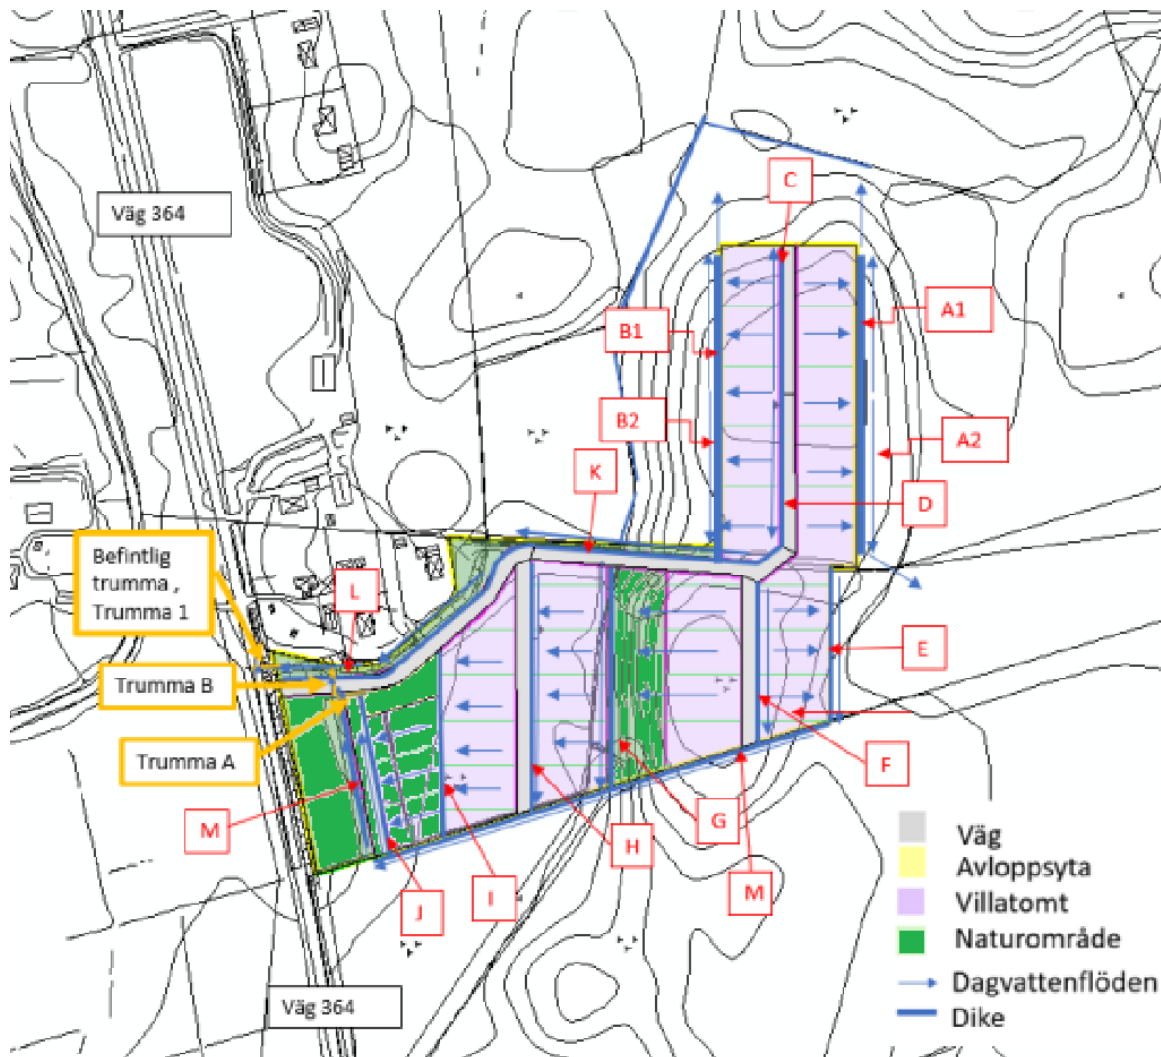 C
Väg 364
A1
B1
B2
A2
K
D
Befintlig
trumma ,
Trumma 1
L
E
Trumma B
Trumma A
F
M
G
H
M
I
J
Väg
Avloppsyta
Villatomt
Naturområde
Dagvattenflöden
Dike
Väg 364